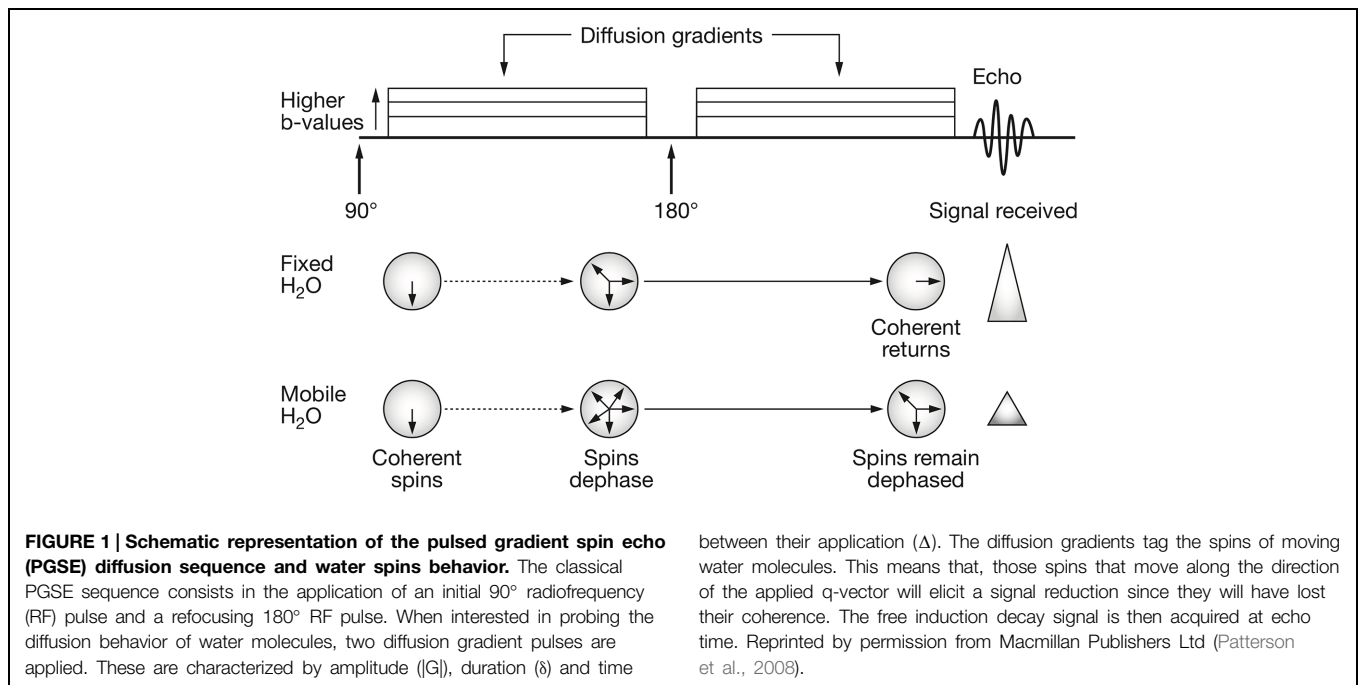 Diffusion gradients
Echo
Higher
b-values
90°
180°
Signal received
Fixed
H₂O
Coherent
returns
Mobile
H₂O
Coherent
spins
Spins
dephase
Spins remain
dephased
FIGURE 1 | Schematic representation of the pulsed gradient spin echo
(PGSE) diffusion sequence and water spins behavior. The classical
PGSE sequence consists in the application of an initial 90° radiofrequency
(RF) pulse and a refocusing 180° RF pulse. When interested in probing the
diffusion behavior of water molecules, two diffusion gradient pulses are
applied. These are characterized by amplitude (|G|), duration (δ) and time
between their application (Δ). The diffusion gradients tag the spins of moving
water molecules. This means that, those spins that move along the direction
of the applied q-vector will elicit a signal reduction since they will have lost
their coherence. The free induction decay signal is then acquired at echo
time. Reprinted by permission from Macmillan Publishers Ltd (Patterson
et al., 2008).